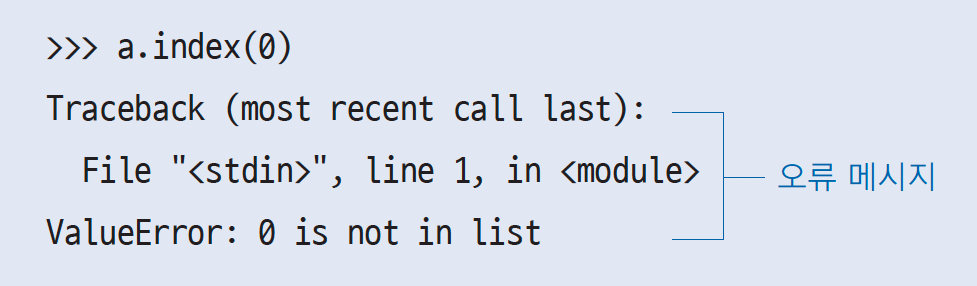 >>> a.index(0)
Traceback (most recent call last):
  File "<stdin>", line 1, in <module>
ValueError: 0 is not in list
오류 메시지